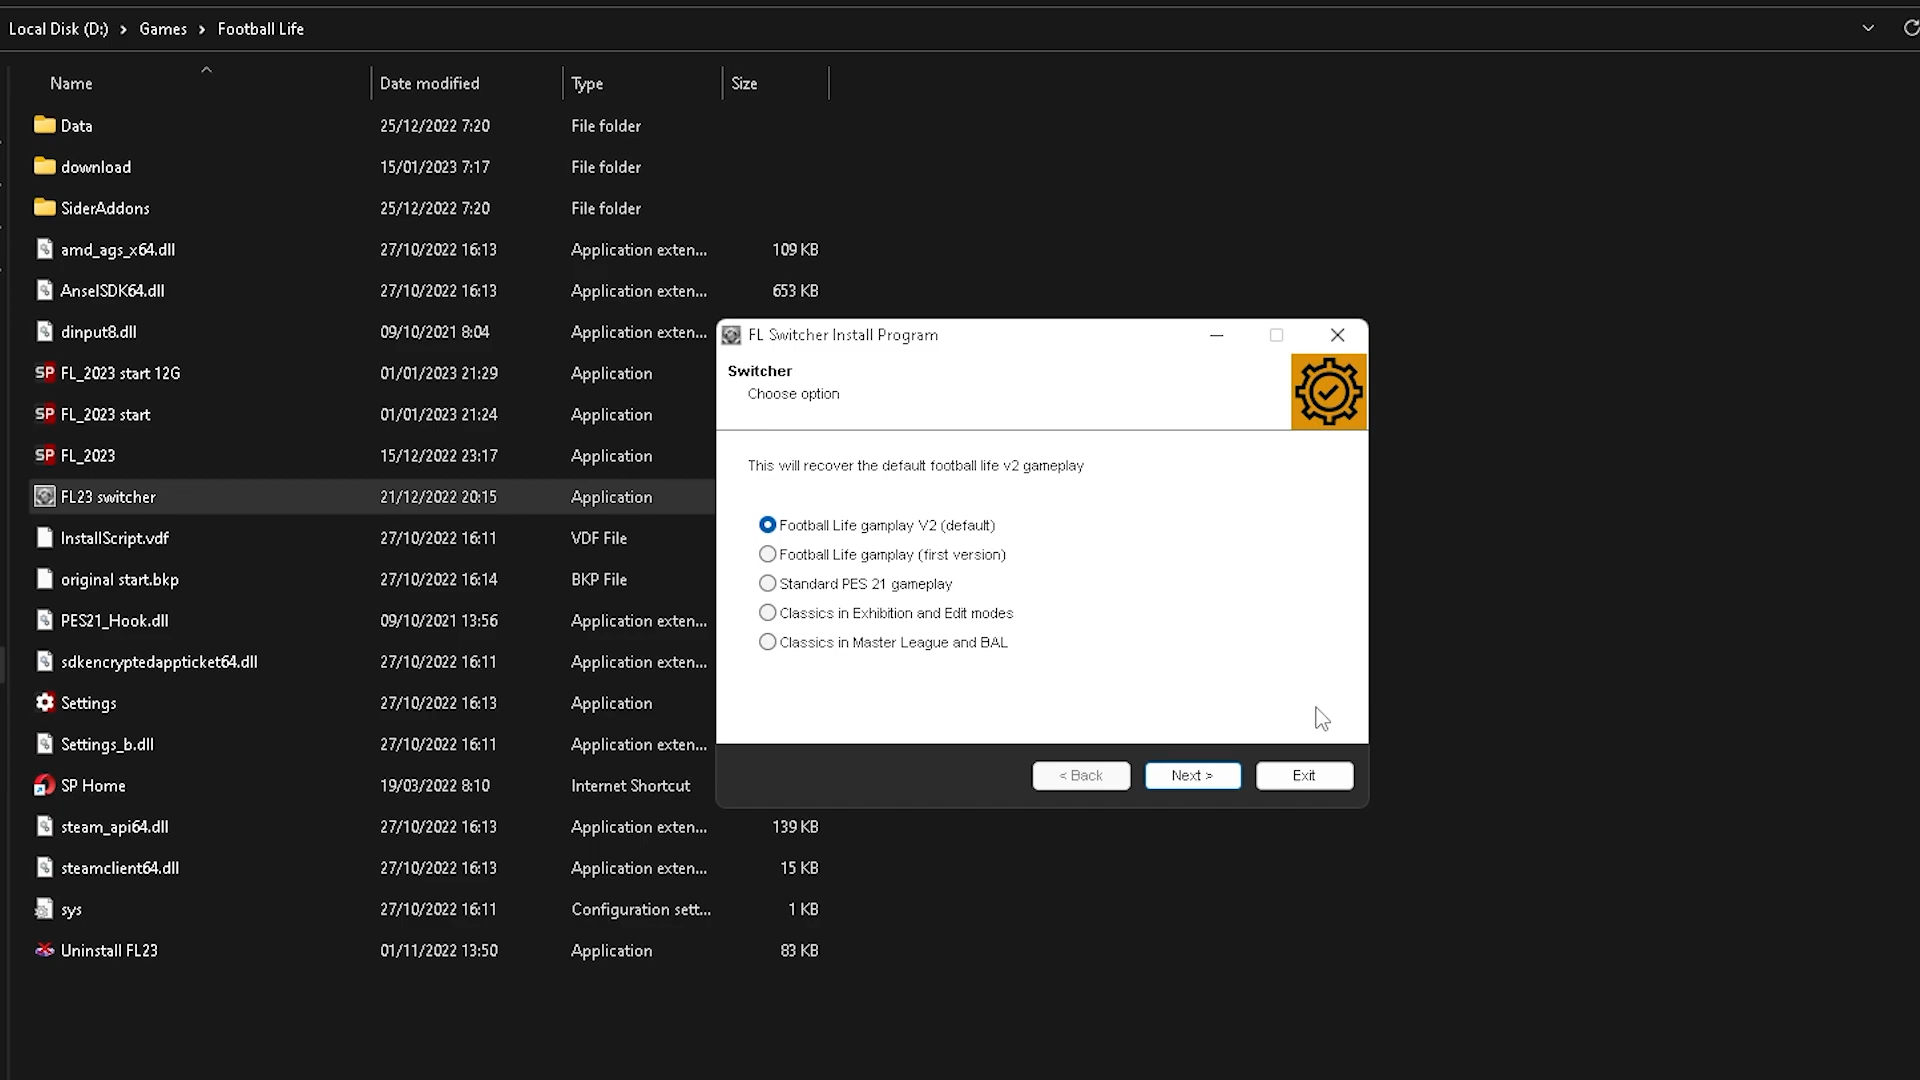 Local Disk (D:) > Games > Football Life
Name Date modified Type Size
Data 25/12/2022 7:20 File folder
download 15/01/2023 7:17 File folder
SiderAddons 25/12/2022 7:20 File folder
amd_ags_x64.dll 27/10/2022 16:13 Application exten... 109 KB
AnselSDK64.dll 27/10/2022 16:13 Application exten... 653 KB
dinput8.dll 09/10/2021 8:04 Application exten...
SP FL_2023 start 12G 01/01/2023 21:29 Application
SP FL_2023 start 01/01/2023 21:24 Application
SP FL_2023 15/12/2022 23:17 Application
FL23 switcher 21/12/2022 20:15 Application
InstallScript.vdf 27/10/2022 16:11 VDF File
original start.bkp 27/10/2022 16:14 BKP File
PES21_Hook.dll 09/10/2021 13:56 Application exten...
sdkencryptedappticket64.dll 27/10/2022 16:11 Application exten...
Settings 27/10/2022 16:13 Application
Settings_b.dll 27/10/2022 16:11 Application exten...
SP Home 19/03/2022 8:10 Internet Shortcut
steam_api64.dll 27/10/2022 16:13 Application exten... 139 KB
steamclient64.dll 27/10/2022 16:13 Application exten... 15 KB
sys 27/10/2022 16:11 Configuration sett... 1 KB
Uninstall FL23 01/11/2022 13:50 Application 83 KB
FL Switcher Install Program
Switcher
Choose option
This will recover the default football life v2 gameplay
Football Life gamplay V2 (default)
Football Life gamplay (first version)
Standard PES 21 gameplay
Classics in Exhibition and Edit modes
Classics in Master League and BAL
< Back Next > Exit